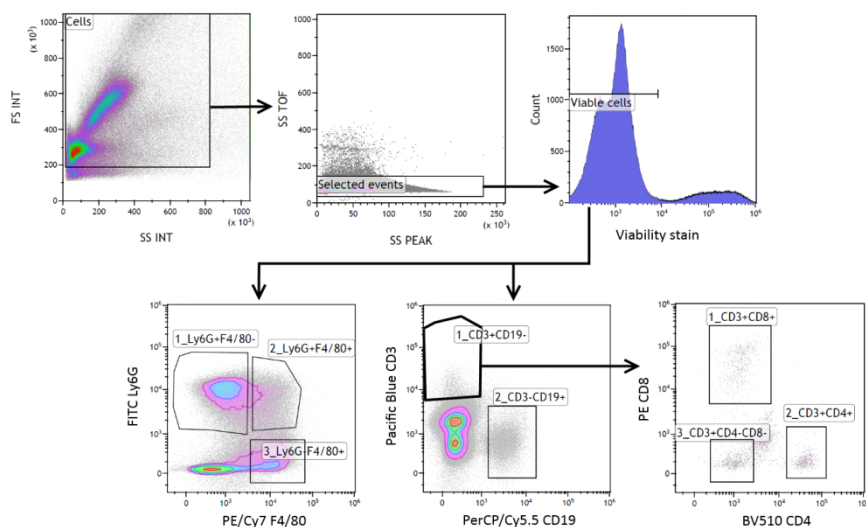 Cells
1000
(x 10³)
800
600
400
200
0
FS INT
0 200 400 600 800 1000
(x 10³)
SS INT
1000
(x 10³)
800
600
400
200
0
SS TOF
Selected events
0 50 100 150 200 250
(x 10³)
SS PEAK
1500
1000
500
0
Count
Viable cells
10³ 10⁴ 10⁵ 10⁶
Viability stain
10⁶
10⁵
10⁴
10³
0
FITC Ly6G
1_Ly6G+F4/80-
2_Ly6G+F4/80+
3_Ly6G-F4/80+
0 10³ 10⁴ 10⁵ 10⁶
PE/Cy7 F4/80
10⁶
10⁵
10⁴
10³
0
Pacific Blue CD3
1_CD3+CD19-
2_CD3-CD19+
0 10³ 10⁴ 10⁵ 10⁶
PerCP/Cy5.5 CD19
10⁶
10⁵
10⁴
10³
0
PE CD8
1_CD3+CD8+
2_CD3+CD4+
3_CD3+CD4-CD8-
0 10³ 10⁴ 10⁵ 10⁶
BV510 CD4